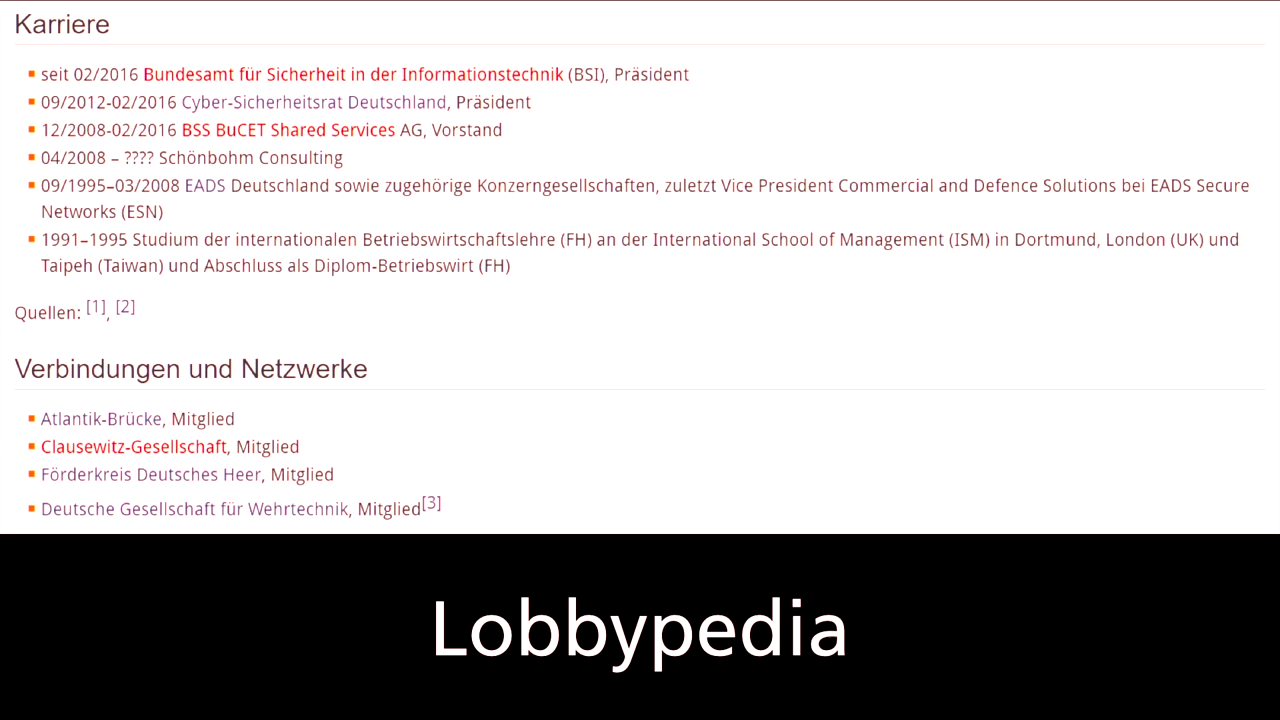 Karriere
seit 02/2016 Bundesamt für Sicherheit in der Informationstechnik (BSI), Präsident
09/2012-02/2016 Cyber-Sicherheitsrat Deutschland, Präsident
12/2008-02/2016 BSS BuCET Shared Services AG, Vorstand
04/2008 – ???? Schönbohm Consulting
09/1995–03/2008 EADS Deutschland sowie zugehörige Konzerngesellschaften, zuletzt Vice President Commercial and Defence Solutions bei EADS Secure
Networks (ESN)
1991–1995 Studium der internationalen Betriebswirtschaftslehre (FH) an der International School of Management (ISM) in Dortmund, London (UK) und
Taipeh (Taiwan) und Abschluss als Diplom-Betriebswirt (FH)
Quellen: [1], [2]
Verbindungen und Netzwerke
Atlantik-Brücke, Mitglied
Clausewitz-Gesellschaft, Mitglied
Förderkreis Deutsches Heer, Mitglied
Deutsche Gesellschaft für Wehrtechnik, Mitglied[3]
Lobbypedia